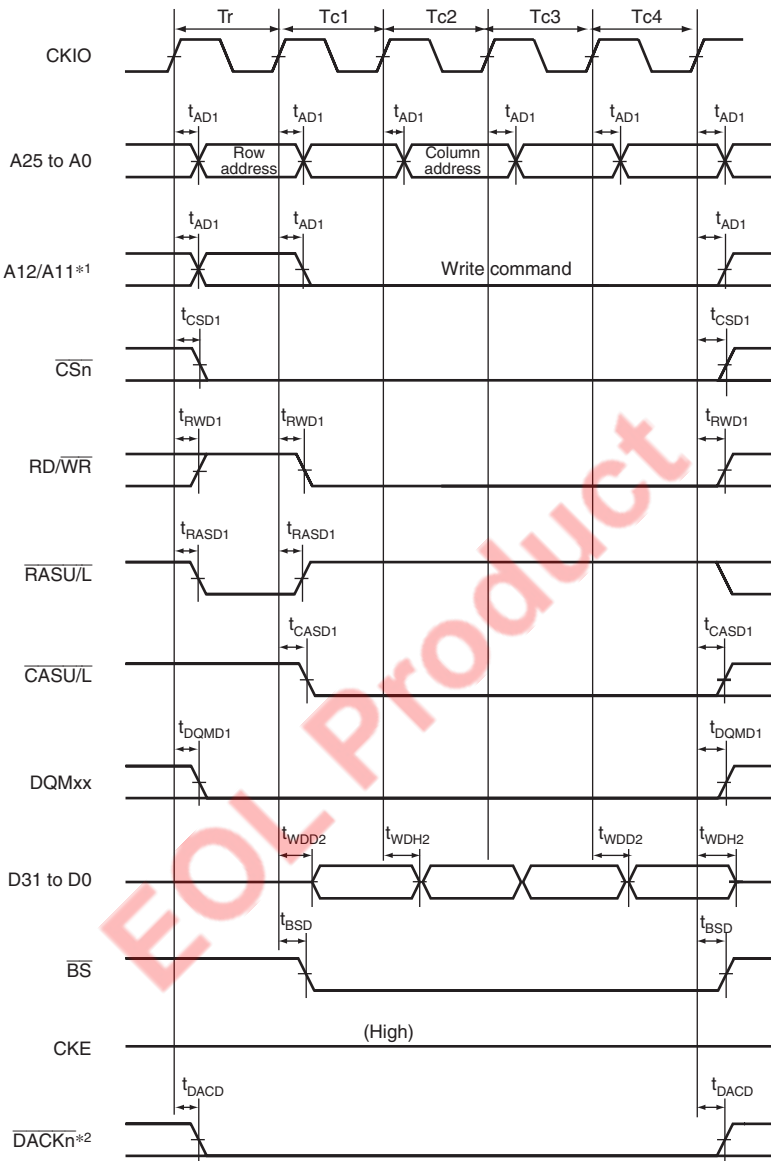 Tr Tc1 Tc2 Tc3 Tc4
CKIO
tAD1 tAD1 tAD1 tAD1 tAD1 tAD1
A25 to A0
Row address
Column address
tAD1 tAD1 tAD1
A12/A11*1
Write command
tCSD1 tCSD1
CSn
tRWD1 tRWD1 tRWD1
RD/WR
tRASD1 tRASD1
RASU/L
tCASD1 tCASD1
CASU/L
tDQMD1 tDQMD1
DQMxx
tWDD2 tWDH2 tWDD2 tWDH2
D31 to D0
tBSD tBSD
BS
(High)
CKE
tDACD tDACD
DACKn*2
EOL Product